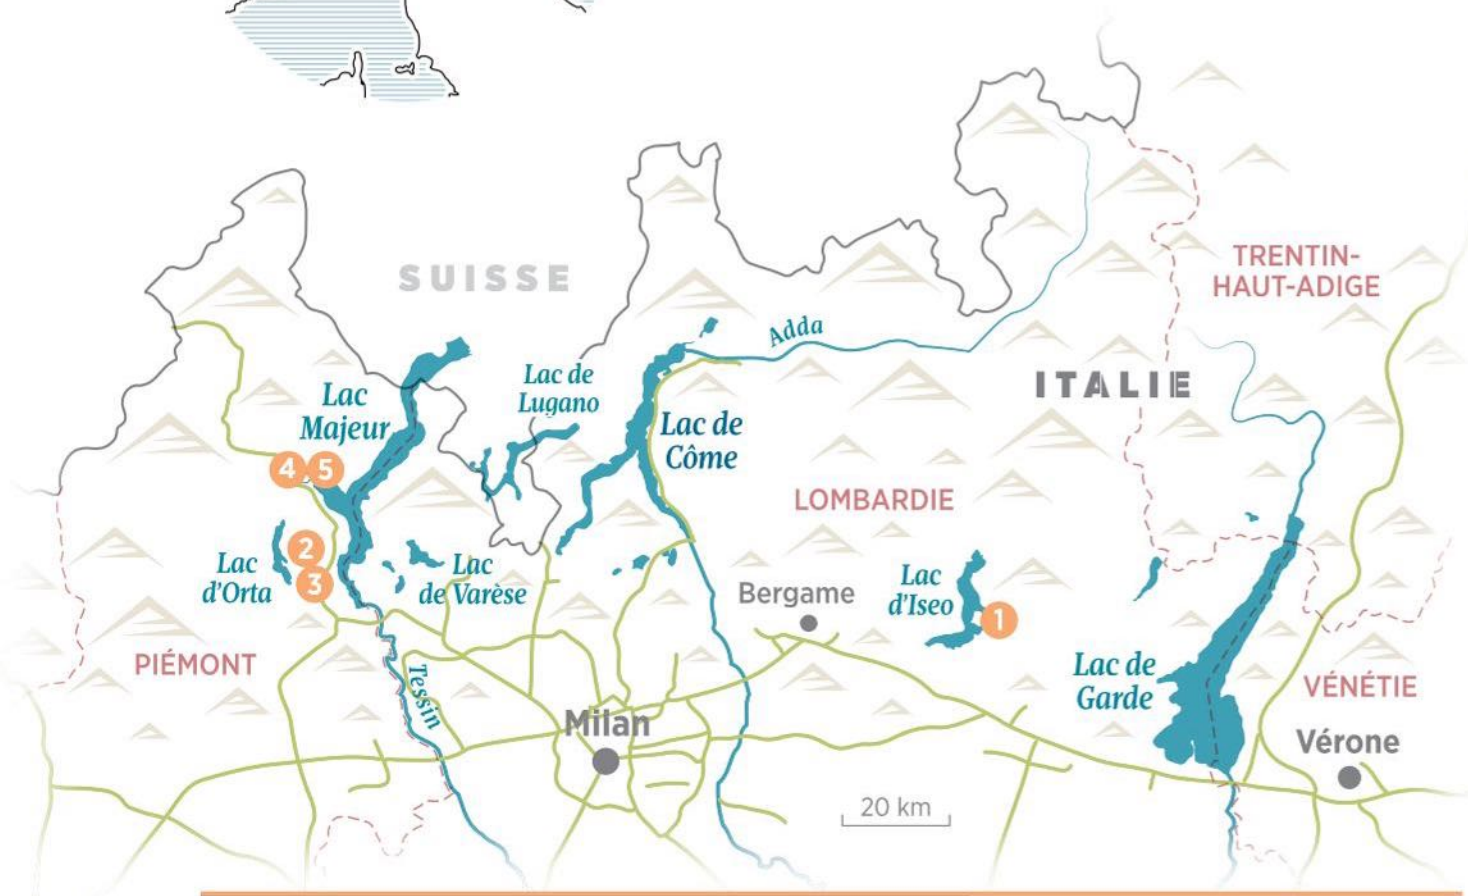 SUISSE
TRENTIN-
HAUT-ADIGE
Adda
Lac
Majeur
Lac de
Lugano
ITALIE
Lac de
Côme
4
5
LOMBARDIE
2
3
Lac
d'Orta
Lac
de Varèse
Bergame
Lac
d'Iseo
1
PIÉMONT
Tessin
Lac de
Garde
VÉNÉTIE
Milan
Vérone
20 km